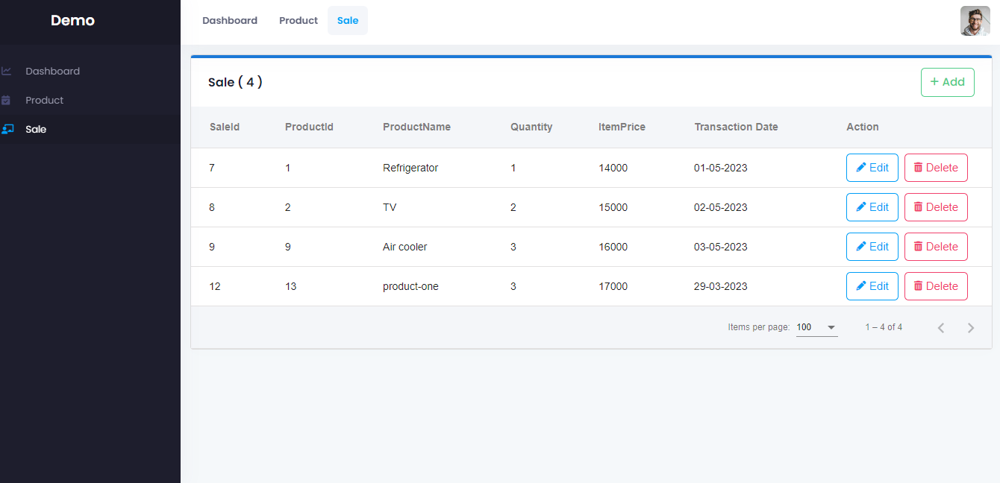 Demo
Dashboard Product Sale
Dashboard
Product
Sale
Sale ( 4 )
+ Add
SaleId ProductId ProductName Quantity ItemPrice Transaction Date Action
7 1 Refrigerator 1 14000 01-05-2023 Edit Delete
8 2 TV 2 15000 02-05-2023 Edit Delete
9 9 Air cooler 3 16000 03-05-2023 Edit Delete
12 13 product-one 3 17000 29-03-2023 Edit Delete
Items per page: 100 1 – 4 of 4